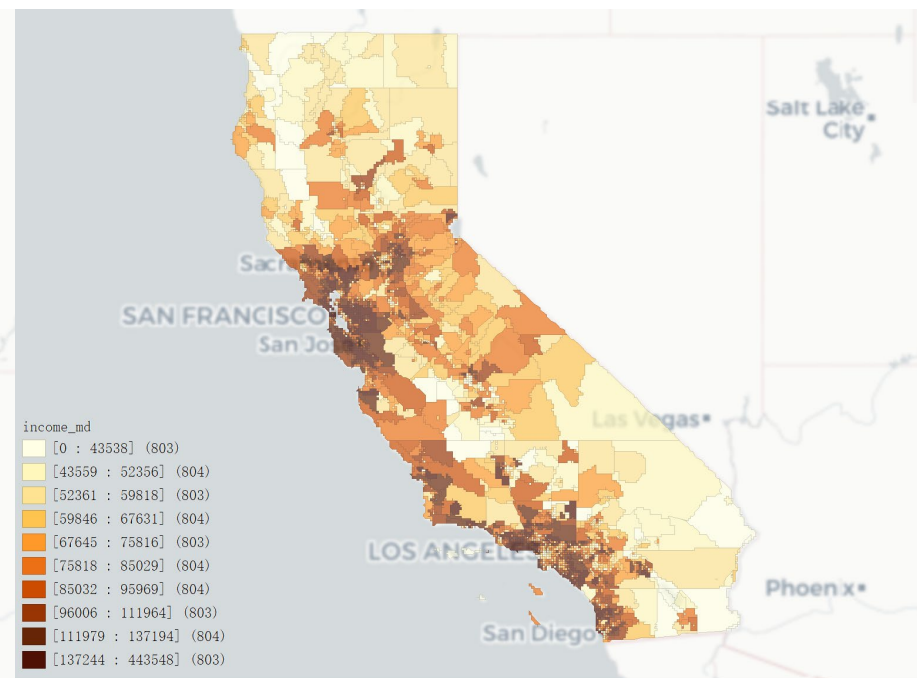 Salt Lake
City
Sacra
SAN FRANCISCO
San Jo
Las Vegas
LOS ANGELES
Phoenix
San Diego
income_md
[0 : 43538] (803)
[43559 : 52356] (804)
[52361 : 59818] (803)
[59846 : 67631] (804)
[67645 : 75816] (803)
[75818 : 85029] (804)
[85032 : 95969] (804)
[96006 : 111964] (803)
[111979 : 137194] (804)
[137244 : 443548] (803)